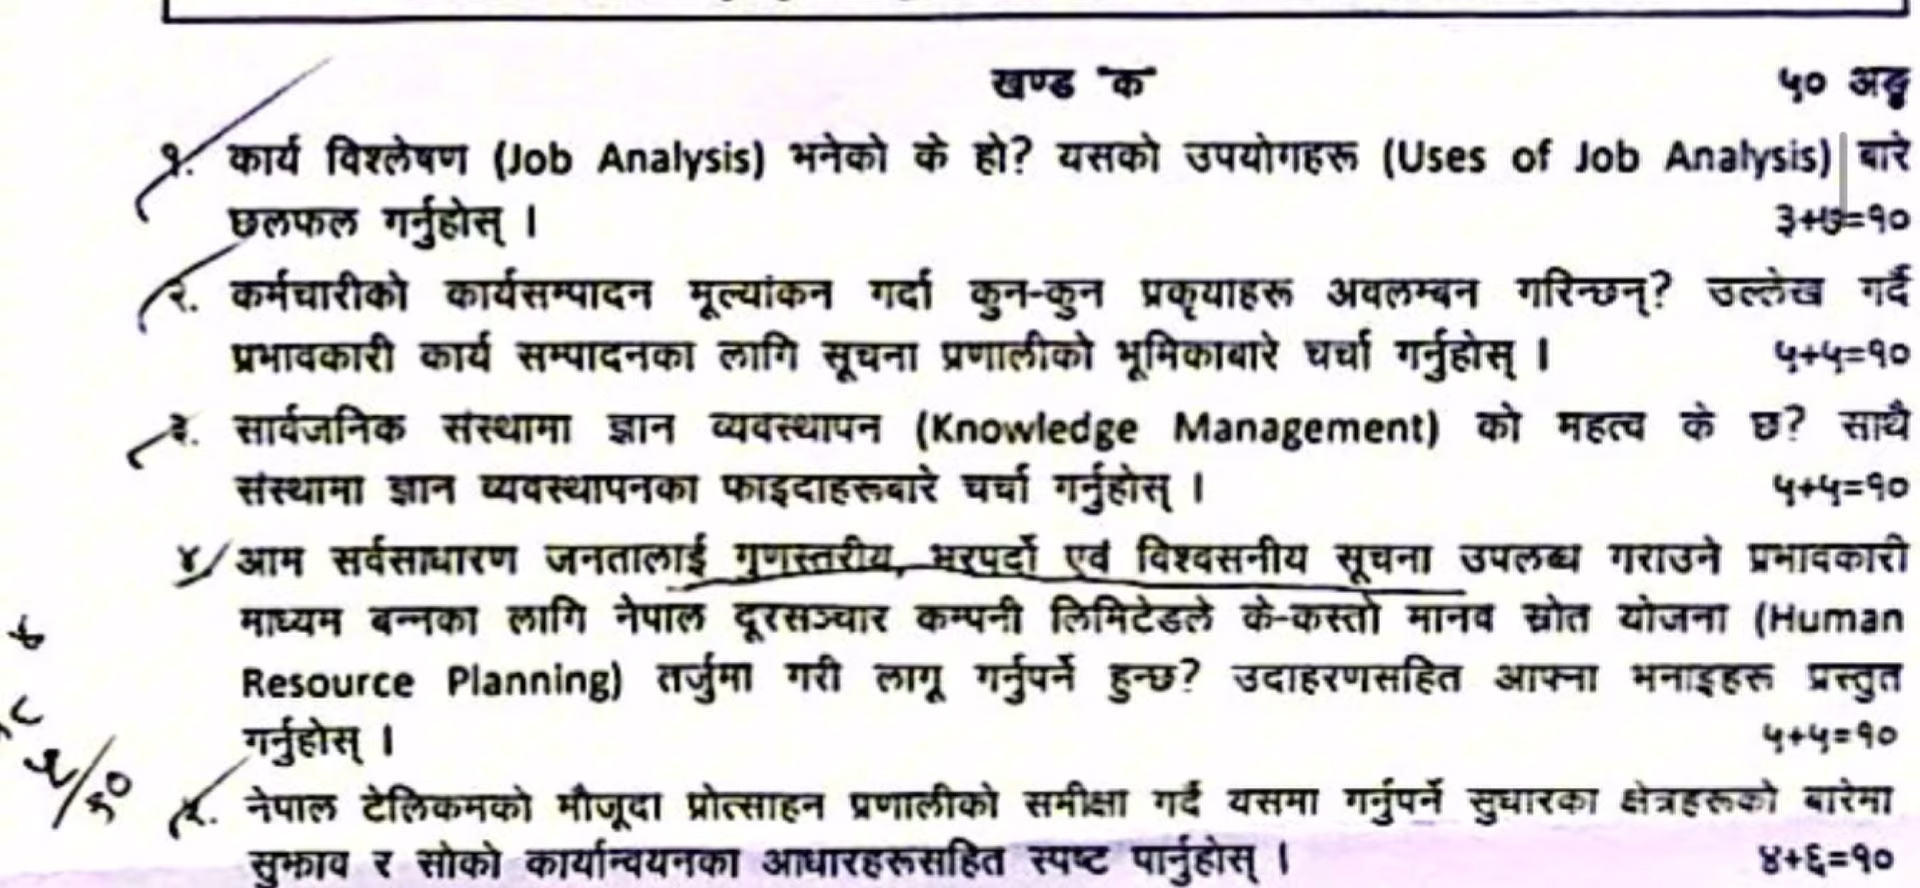 खण्ड "क"
५० अङ्क
१. कार्य विश्लेषण (Job Analysis) भनेको के हो? यसको उपयोगहरू (Uses of Job Analysis) बारे
छलफल गर्नुहोस् ।
३+७=१०
२. कर्मचारीको कार्यसम्पादन मूल्यांकन गर्दा कुन-कुन प्रकृयाहरू अवलम्बन गरिन्छन्? उल्लेख गर्दै
प्रभावकारी कार्य सम्पादनका लागि सूचना प्रणालीको भूमिकाबारे चर्चा गर्नुहोस् ।
५+५=१०
३. सार्वजनिक संस्थामा ज्ञान व्यवस्थापन (Knowledge Management) को महत्व के छ? साथै
संस्थामा ज्ञान व्यवस्थापनका फाइदाहरूबारे चर्चा गर्नुहोस् ।
५+५=१०
४. आम सर्वसाधारण जनतालाई गुणस्तरीय, भरपर्दो एवं विश्वसनीय सूचना उपलब्ध गराउने प्रभावकारी
माध्यम बन्नका लागि नेपाल दूरसञ्चार कम्पनी लिमिटेडले के-कस्तो मानव स्रोत योजना (Human
Resource Planning) तर्जुमा गरी लागू गर्नुपर्ने हुन्छ? उदाहरणसहित आफ्ना भनाइहरू प्रस्तुत
गर्नुहोस् ।
५+५=१०
५. नेपाल टेलिकमको मौजूदा प्रोत्साहन प्रणालीको समीक्षा गर्दै यसमा गर्नुपर्ने सुधारका क्षेत्रहरूको बारेमा
सुझाव र सोको कार्यान्वयनका आधारहरूसहित स्पष्ट पार्नुहोस् ।
४+६=१०